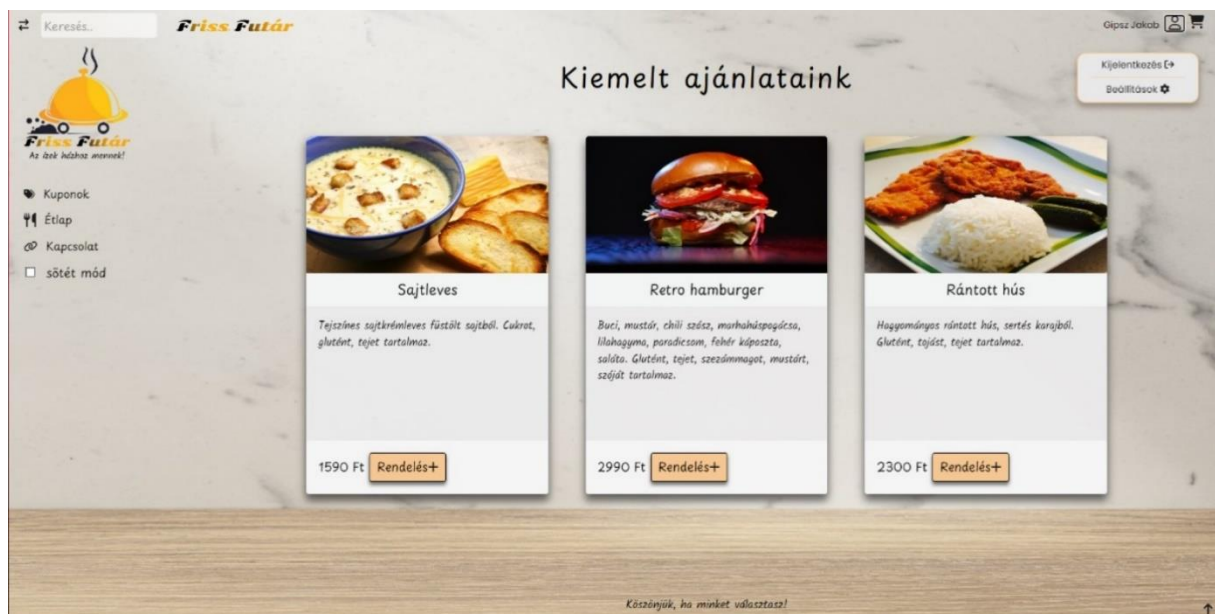 Keresés..
Friss Futár
Gipsz Jakab
Friss Futár
Az ízek házhoz mennek!
Kiemelt ajánlataink
Kijelentkezés
Beállítások
Kuponok
Étlap
Kapcsolat
sötét mód
Sajtleves
Tejszínes sajtkrémleves füstölt sajtból. Cukrot,
glutént, tejet tartalmaz.
1590 Ft Rendelés+
Retro hamburger
Buci, mustár, chili szósz, marhahúspogácsa,
lilahagyma, paradicsom, fehér káposzta,
saláta. Glutént, tejet, szezámmagot, mustárt,
szóját tartalmaz.
2990 Ft Rendelés+
Rántott hús
Hagyományos rántott hús, sertés karajból.
Glutént, tojást, tejet tartalmaz.
2300 Ft Rendelés+
Köszönjük, ha minket választasz!